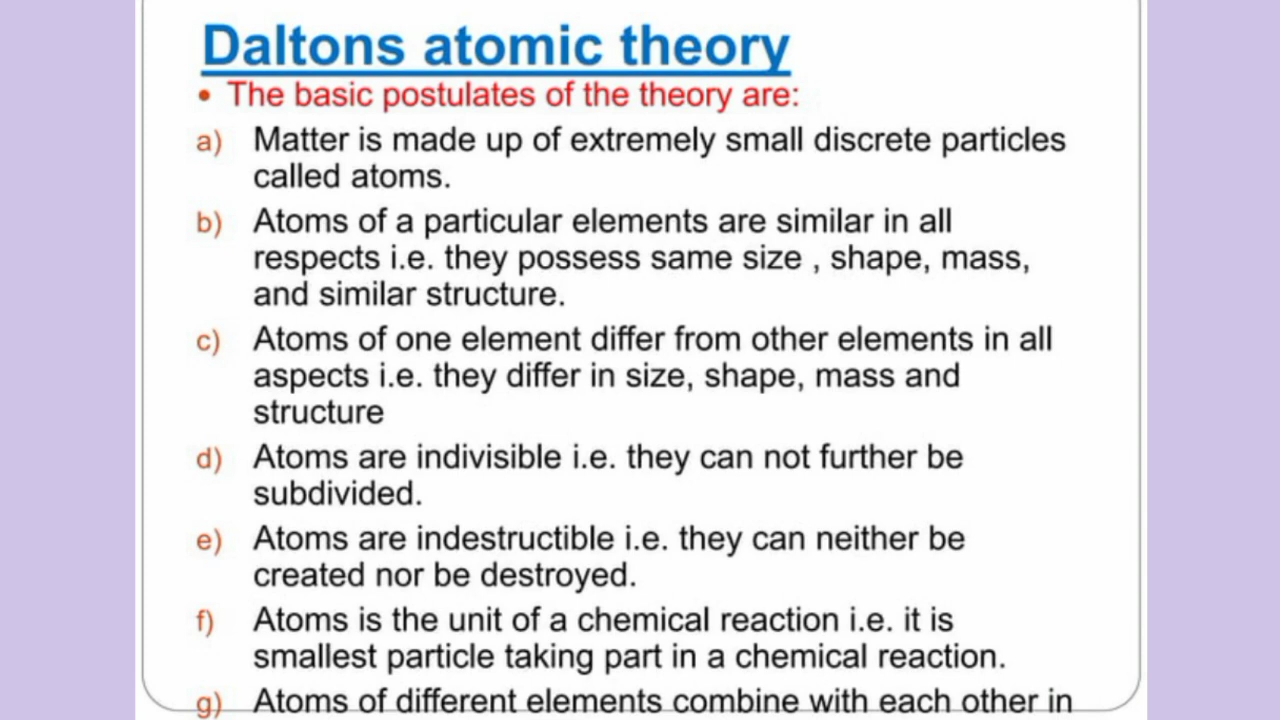 Daltons atomic theory
• The basic postulates of the theory are:
a) Matter is made up of extremely small discrete particles
called atoms.
b) Atoms of a particular elements are similar in all
respects i.e. they possess same size , shape, mass,
and similar structure.
c) Atoms of one element differ from other elements in all
aspects i.e. they differ in size, shape, mass and
structure
d) Atoms are indivisible i.e. they can not further be
subdivided.
e) Atoms are indestructible i.e. they can neither be
created nor be destroyed.
f) Atoms is the unit of a chemical reaction i.e. it is
smallest particle taking part in a chemical reaction.
g) Atoms of different elements combine with each other in